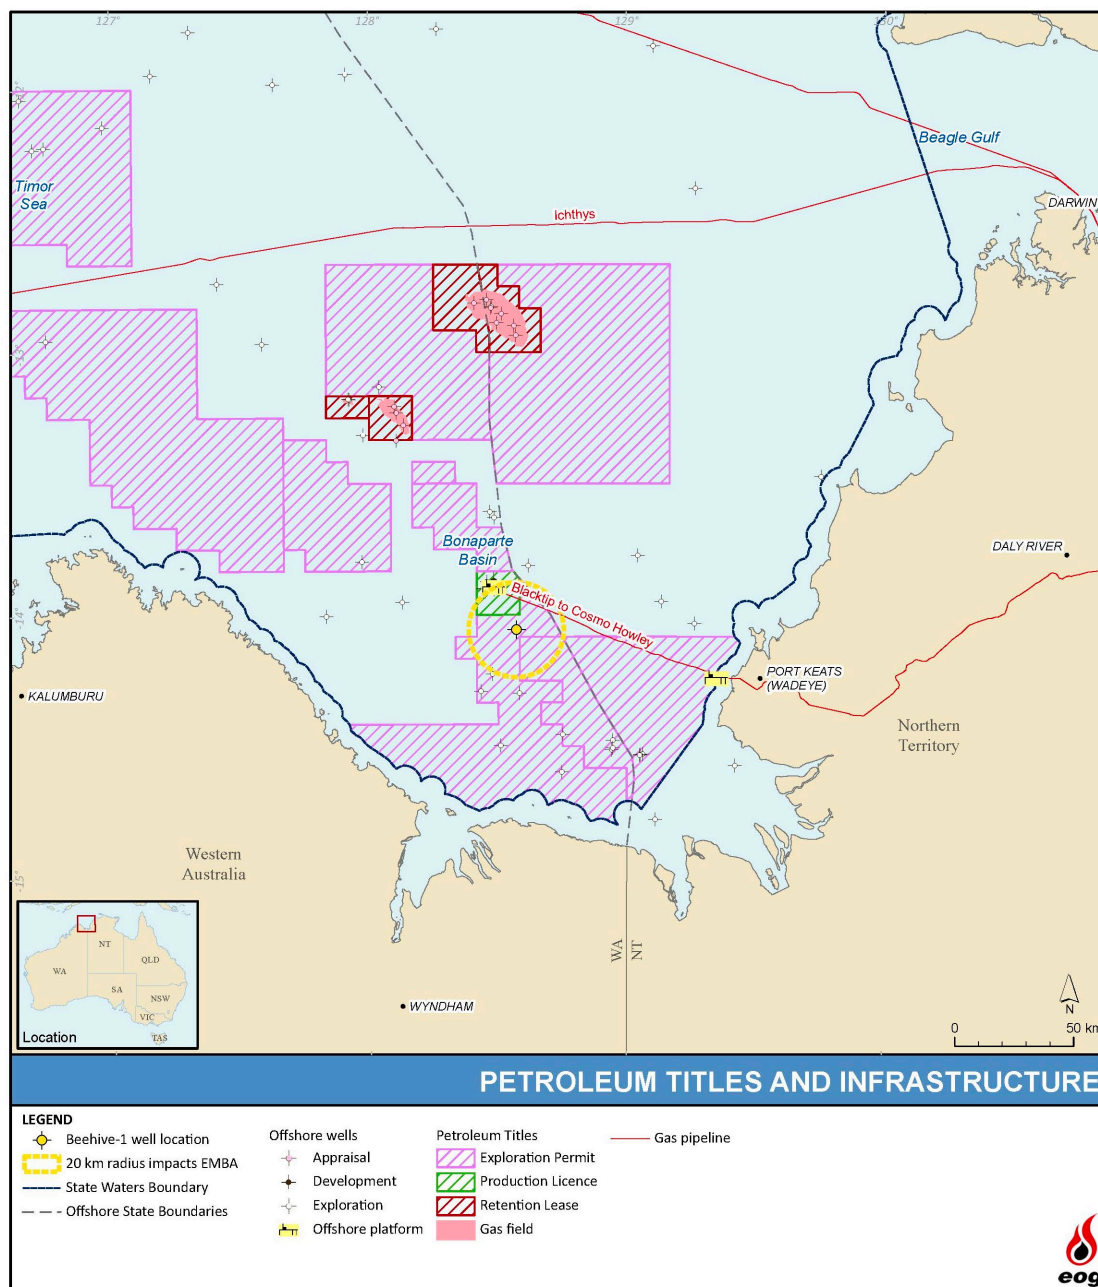 127°
128°
129°
130°
Beagle Gulf
Timor
Sea
DARWIN
Ichthys
-13°
Bonaparte
Basin
DALY RIVER
Blacktip to Cosmo Howley
-14°
PORT KEATS
(WADEYE)
KALUMBURU
Northern
Territory
Western
Australia
-15°
WA
NT
NT
WA
QLD
SA
NSW
VIC
TAS
Location
WYNDHAM
N
0
50 km
PETROLEUM TITLES AND INFRASTRUCTURE
LEGEND
Beehive-1 well location
20 km radius impacts EMBA
State Waters Boundary
Offshore State Boundaries
Offshore wells
Appraisal
Development
Exploration
Offshore platform
Petroleum Titles
Exploration Permit
Production Licence
Retention Lease
Gas field
Gas pipeline
eog